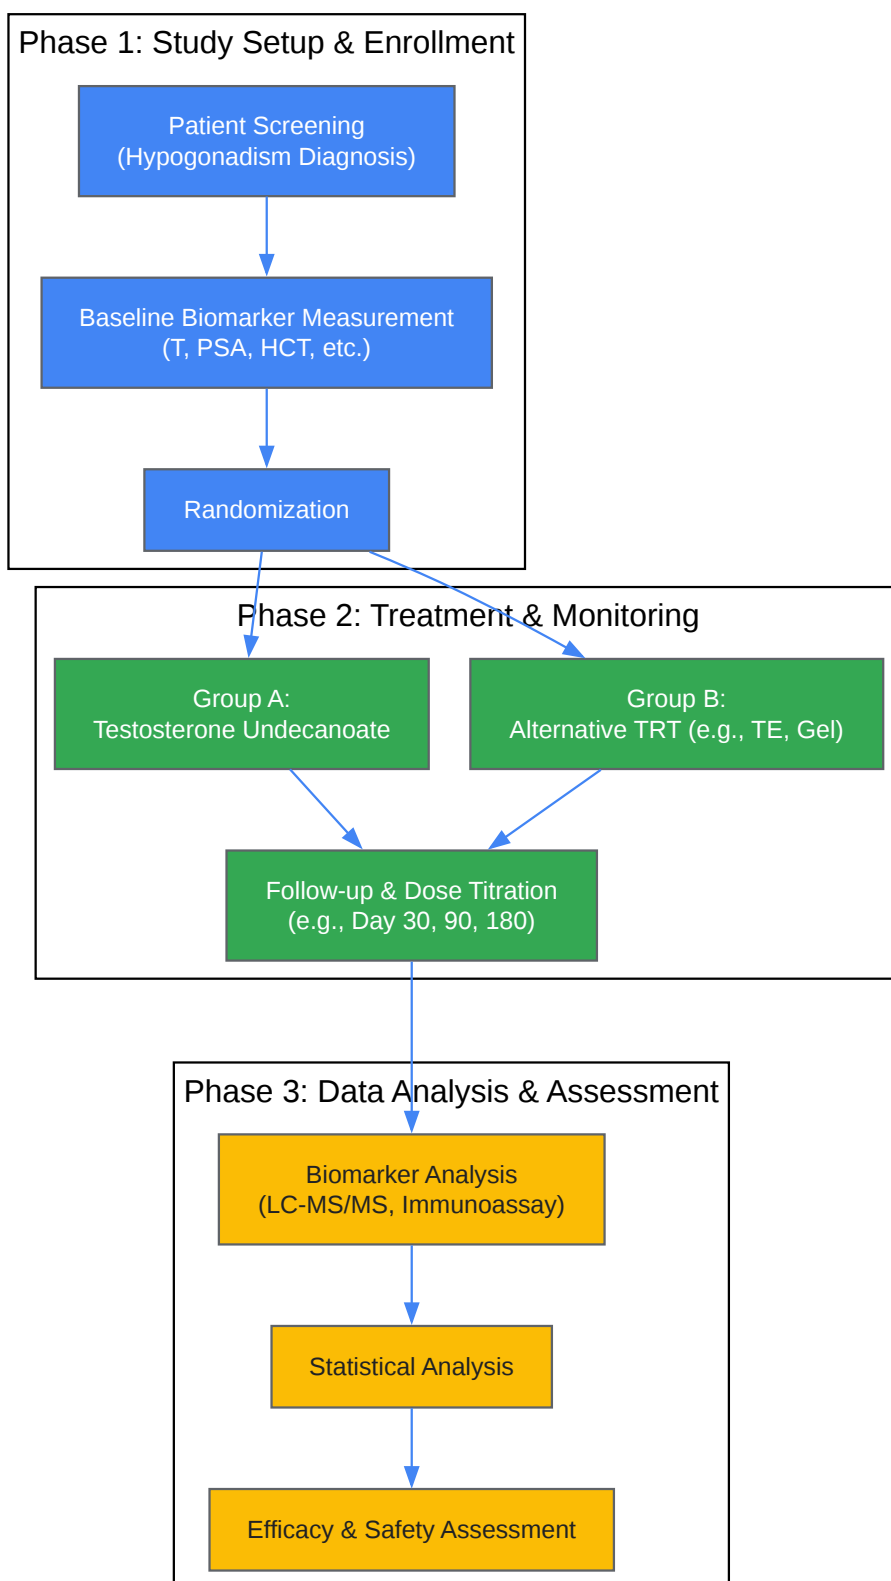 Phase 1: Study Setup & Enrollment
Patient Screening
(Hypogonadism Diagnosis)
Baseline Biomarker Measurement
(T, PSA, HCT, etc.)
Randomization
Phase 2: Treatment & Monitoring
Group A:
Testosterone Undecanoate
Group B:
Alternative TRT (e.g., TE, Gel)
Follow-up & Dose Titration
(e.g., Day 30, 90, 180)
Phase 3: Data Analysis & Assessment
Biomarker Analysis
(LC-MS/MS, Immunoassay)
Statistical Analysis
Efficacy & Safety Assessment